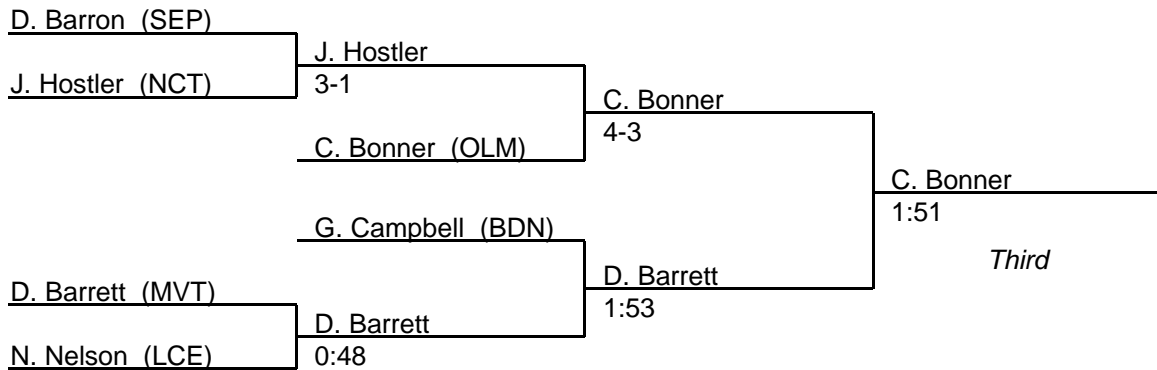 D. Barron (SEP)
J. Hostler (NCT)
J. Hostler
3-1
C. Bonner (OLM)
C. Bonner
4-3
G. Campbell (BDN)
D. Barrett (MVT)
N. Nelson (LCE)
D. Barrett
0:48
D. Barrett
1:53
C. Bonner
1:51
Third